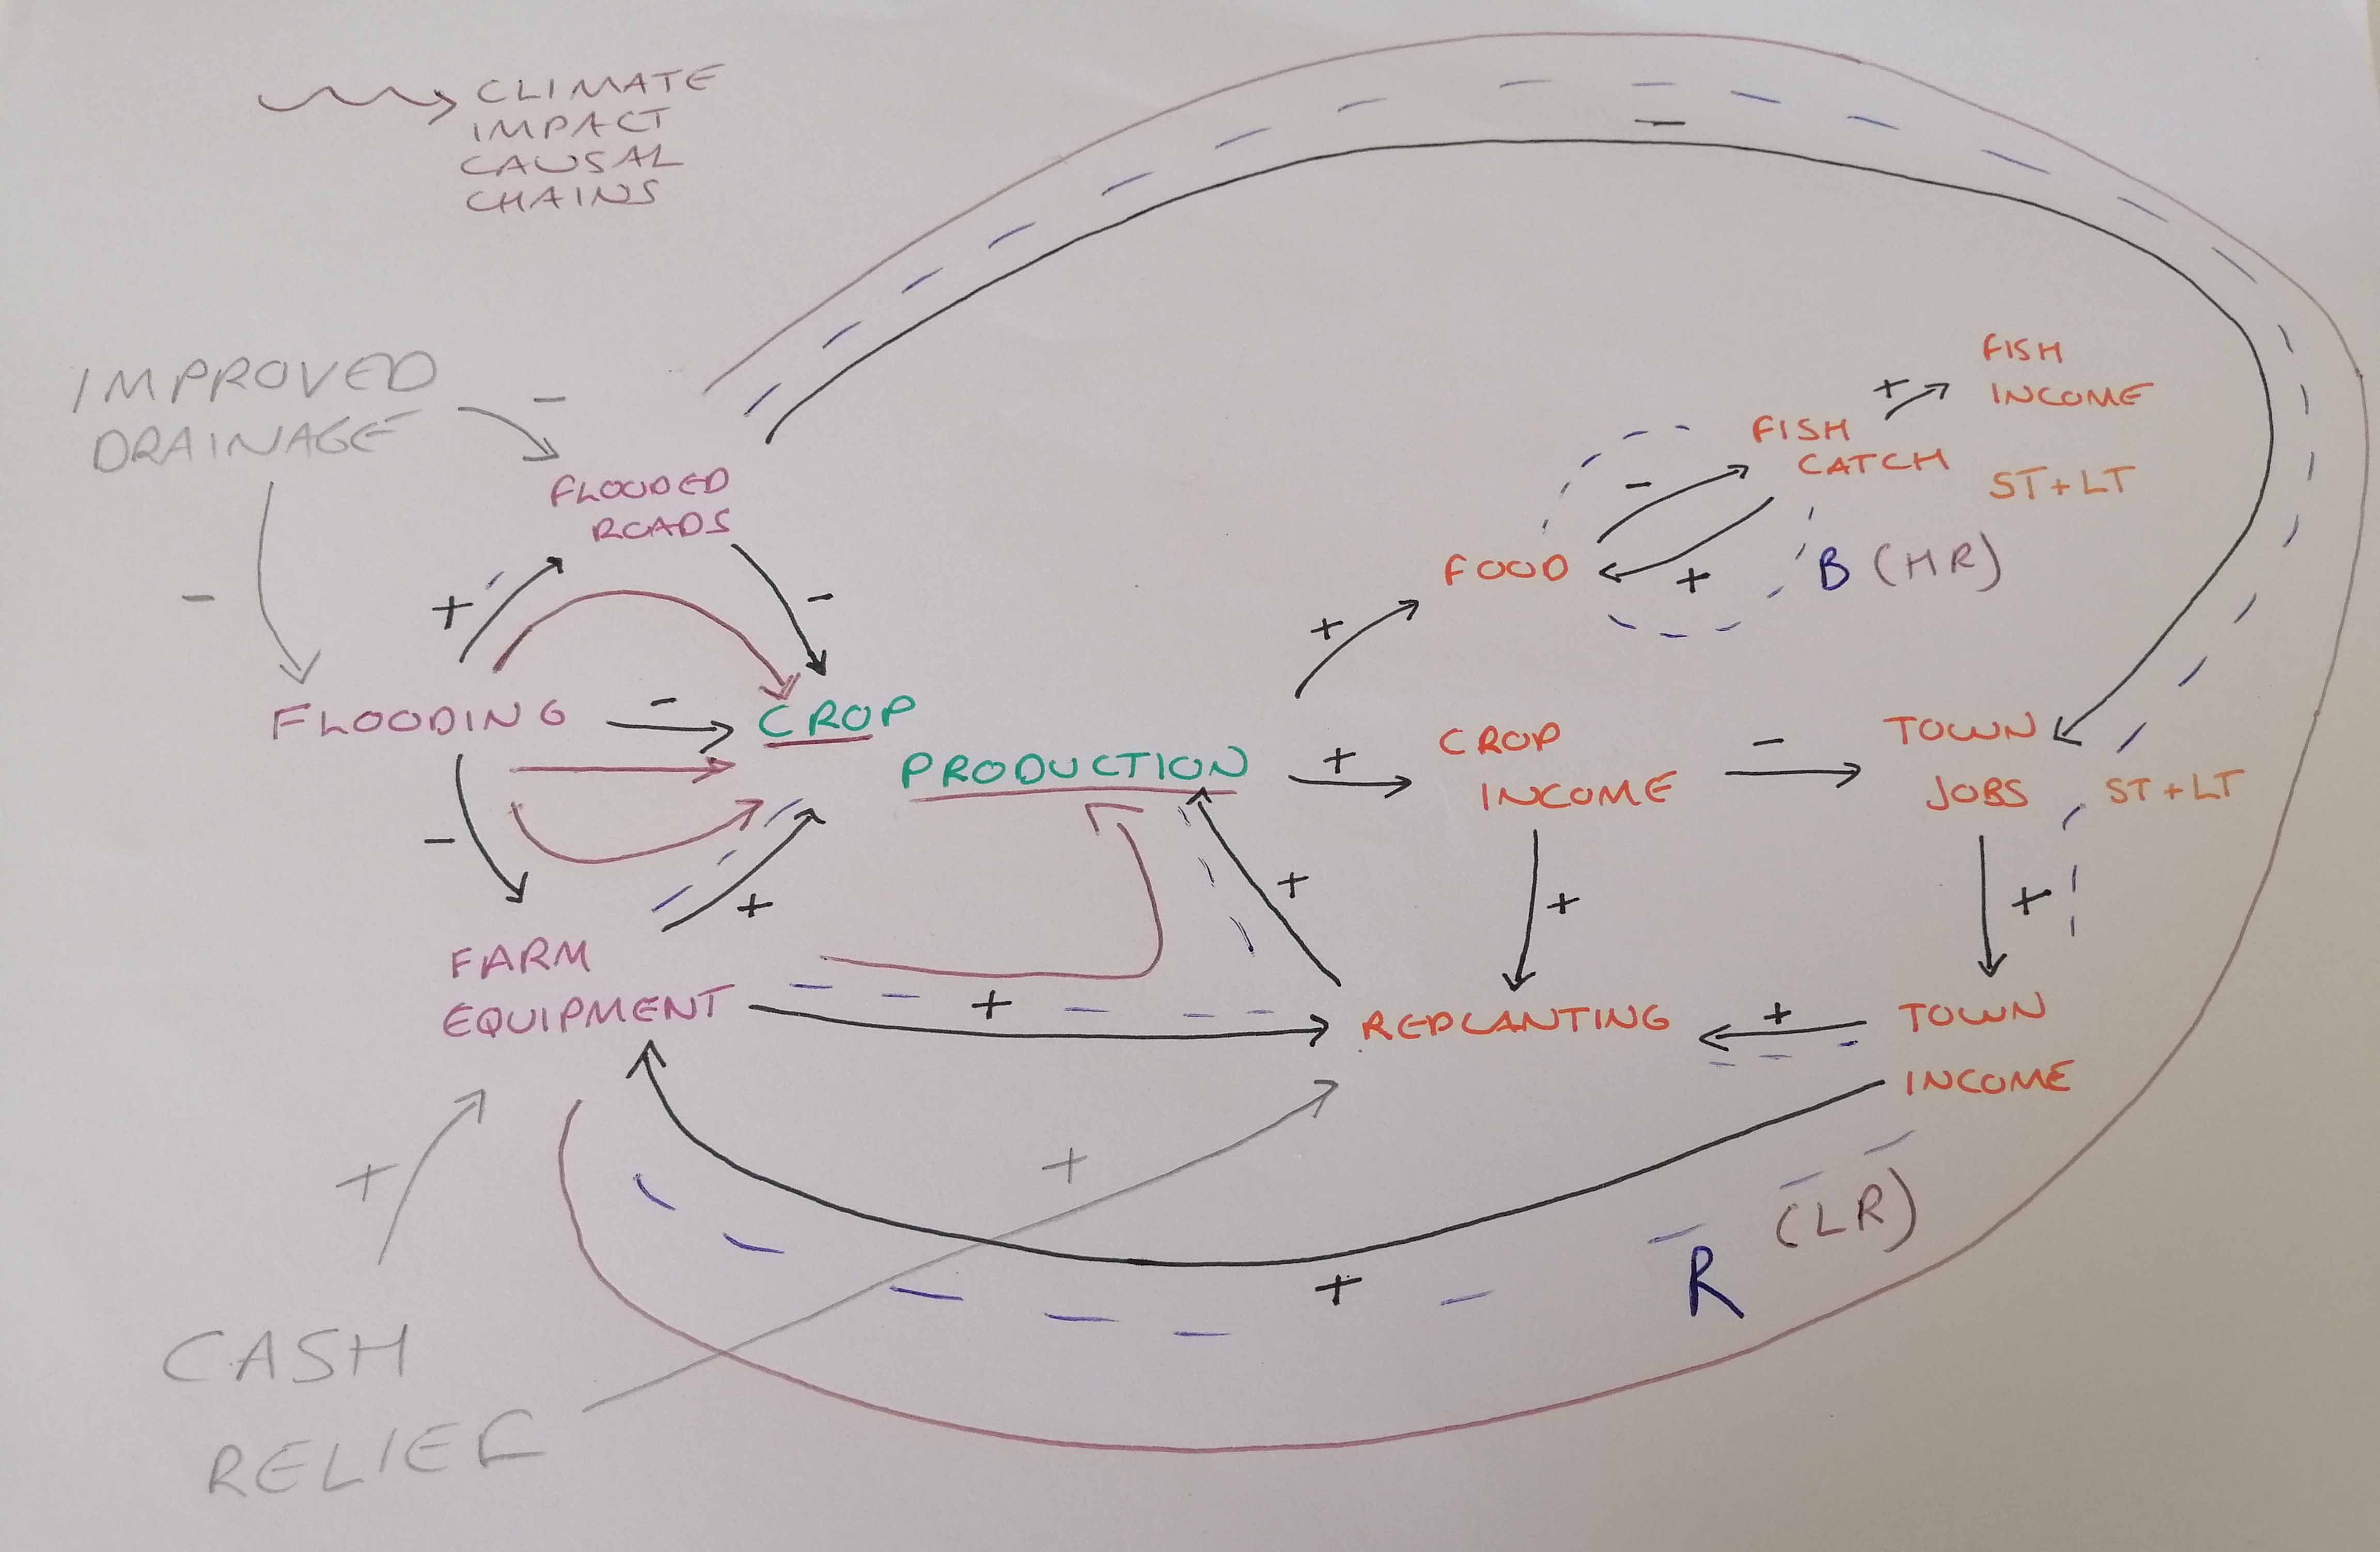 CLIMATE
IMPACT
CAUSAL
CHAINS
IMPROVED
DRAINAGE
-
-
FLOODED
ROADS
-
+
-
FLOODING
-
CROP
PRODUCTION
-
+
FARM
EQUIPMENT
+
+
+
FOOD
-
+
FISH
CATCH
+
FISH
INCOME
ST+LT
B (HR)
+
CROP
INCOME
-
TOWN
JOBS
ST+LT
+
+
+
REPLANTING
+
TOWN
INCOME
+
(LR)
R
+
+
CASH
RELIEF